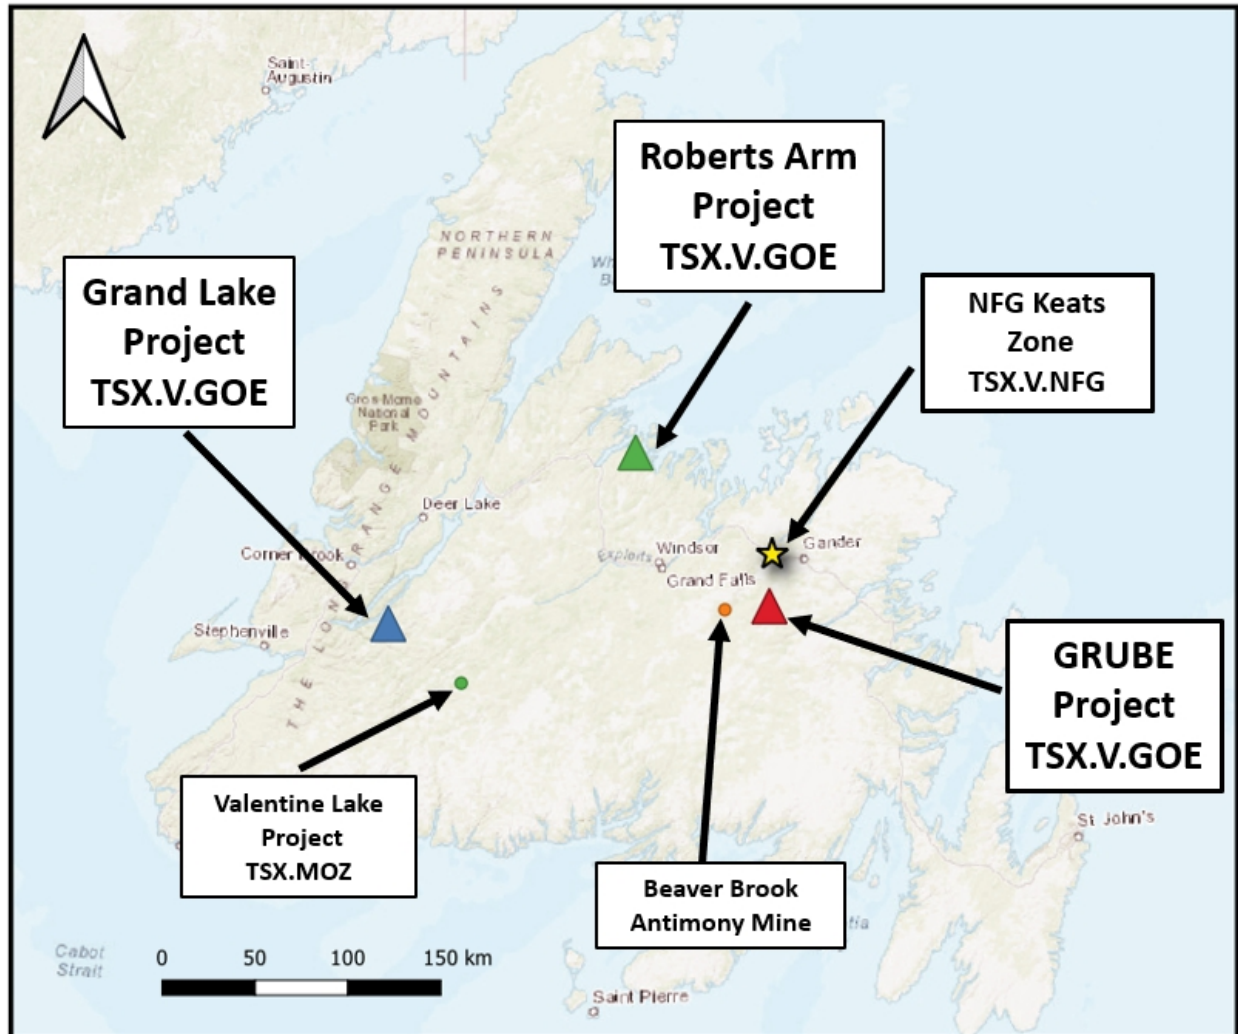 Saint-
Augustin
Roberts Arm
Project
TSX.V.GOE
NORTHERN
PENINSULA
Grand Lake
Project
TSX.V.GOE
NFG Keats
Zone
TSX.V.NFG
Gros Morne
National
Park
THE LONG RANGE MOUNTAINS
Deer Lake
Corner Brook
Exploits
Windsor
Grand Falls
Gander
Stephenville
GRUBE
Project
TSX.V.GOE
Valentine Lake
Project
TSX.MOZ
St John's
Beaver Brook
Antimony Mine
Cabot
Strait
0 50 100 150 km
Saint Pierre